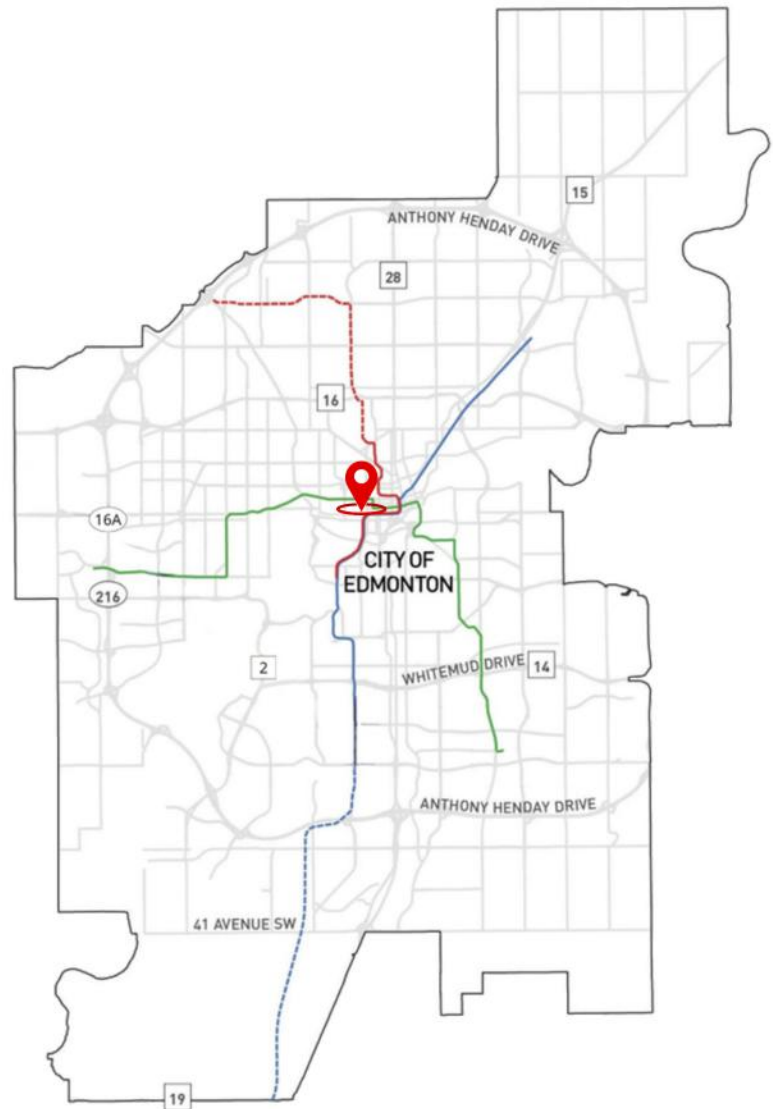 15
ANTHONY HENDAY DRIVE
28
16
16A
CITY OF
EDMONTON
216
2
WHITEMUD DRIVE
14
ANTHONY HENDAY DRIVE
41 AVENUE SW
19